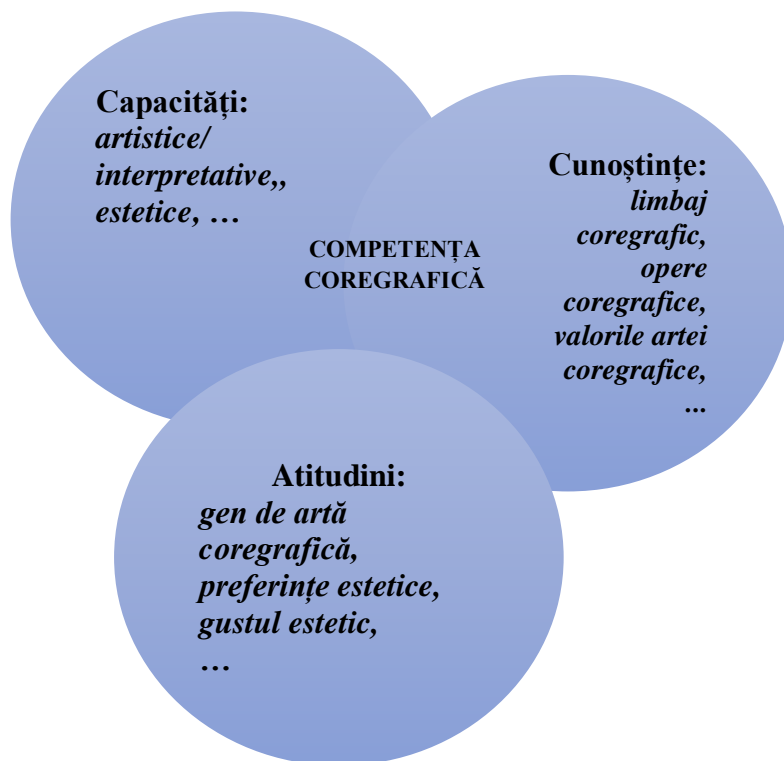 Capacități:
artistice/
interpretative,,
estetice, …
Cunoștințe:
limbaj
coregrafic,
opere
coregrafice,
valorile artei
coregrafice,
...
COMPETENȚA
COREGRAFICĂ
Atitudini:
gen de artă
coregrafică,
preferințe estetice,
gustul estetic,
…